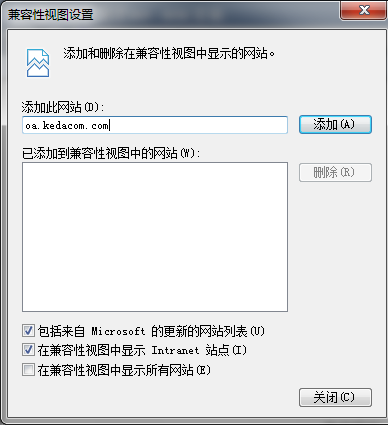 兼容性视图设置
添加和删除在兼容性视图中显示的网站。
添加此网站(D):
oa.kedacom.com
添加(A)
已添加到兼容性视图中的网站(W):
删除(R)
包括来自 Microsoft 的更新的网站列表(U)
在兼容性视图中显示 Intranet 站点(I)
在兼容性视图中显示所有网站(E)
关闭(C)